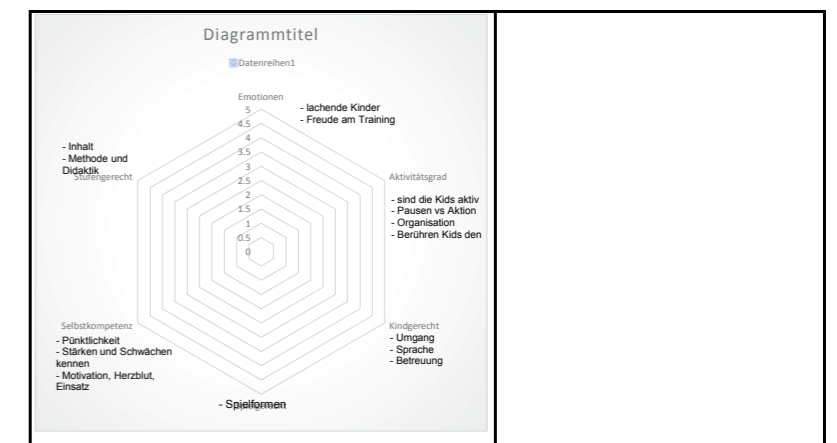 Diagrammtitel
Datenreihen1
Emotionen
- lachende Kinder
- Freude am Training
5
4.5
4
3.5
3
2.5
2
1.5
1
0.5
0
- Inhalt
- Methode und
Didaktik
Stufengerecht
Aktivitätsgrad
- sind die Kids aktiv
- Pausen vs Aktion
- Organisation
- Berühren Kids den
Selbstkompetenz
- Pünktlichkeit
- Stärken und Schwächen
kennen
- Motivation, Herzblut,
Einsatz
Kindgerecht
- Umgang
- Sprache
- Betreuung
- Spielformen